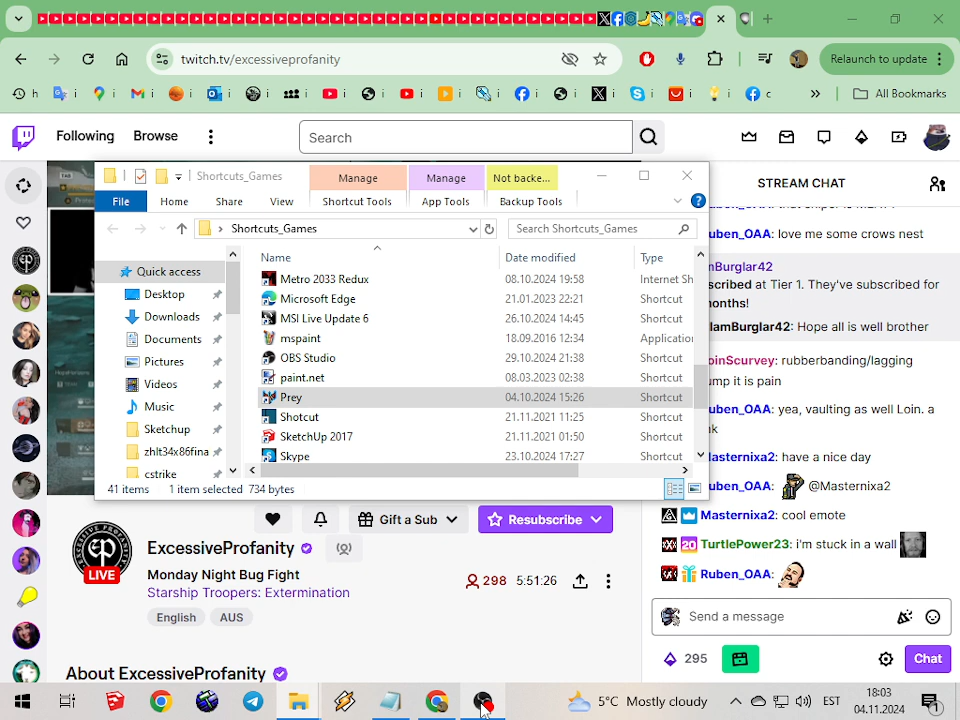 twitch.tv/excessiveprofanity
Relaunch to update
All Bookmarks
Following
Browse
Search
STREAM CHAT
Shortcuts_Games
Manage
Manage
Not backe...
File
Home
Share
View
Shortcut Tools
App Tools
Backup Tools
Shortcuts_Games
Search Shortcuts_Games
Name
Date modified
Type
Quick access
Desktop
Downloads
Documents
Pictures
Videos
Music
Sketchup
zhlt34x86fina
cstrike
Metro 2033 Redux 08.10.2024 19:58 Internet Sh
Microsoft Edge 21.01.2023 22:21 Shortcut
MSI Live Update 6 26.10.2024 14:45 Shortcut
mspaint 18.09.2016 12:34 Application
OBS Studio 29.10.2024 21:38 Shortcut
paint.net 08.03.2023 02:38 Shortcut
Prey 04.10.2024 15:26 Shortcut
Shotcut 21.11.2021 11:25 Shortcut
SketchUp 2017 21.11.2021 01:50 Shortcut
Skype 23.10.2024 17:27 Shortcut
41 items 1 item selected 734 bytes
uben_OAA: love me some crows nest
mBurglar42
scribed at Tier 1. They've subscribed for
months!
lamBurglar42: Hope all is well brother
oinScurvey: rubberbanding/lagging
ump it is pain
uben_OAA: yea, vaulting as well Loin. a
asternixa2: have a nice day
uben_OAA: @Masternixa2
Masternixa2: cool emote
TurtlePower23: i'm stuck in a wall
Ruben_OAA:
Send a message
295
Chat
Gift a Sub
Resubscribe
LIVE
ExcessiveProfanity
Monday Night Bug Fight
Starship Troopers: Extermination
English
AUS
298
5:51:26
About ExcessiveProfanity
5°C Mostly cloudy
EST
18:03
04.11.2024
1